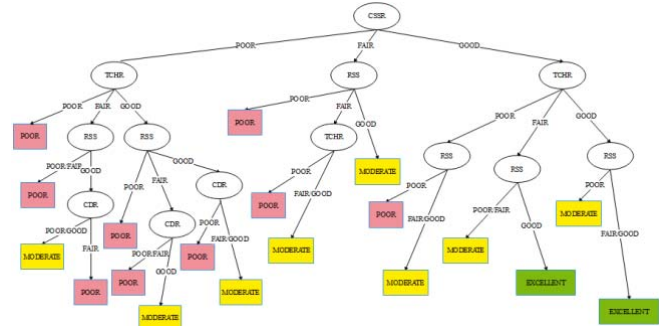 CSSR
POOR FAIR GOOD
TCHR RSS TCHR
POOR FAIR GOOD POOR FAIR GOOD POOR FAIR GOOD
POOR RSS RSS POOR TCHR MODERATE RSS RSS RSS
POOR FAIR GOOD POOR FAIR GOOD POOR FAIR GOOD POOR FAIR GOOD POOR FAIR GOOD POOR FAIR GOOD
POOR CDR POOR CDR CDR POOR MODERATE POOR MODERATE MODERATE EXCELLENT MODERATE EXCELLENT
POOR GOOD FAIR POOR FAIR GOOD POOR FAIR GOOD
MODERATE POOR POOR MODERATE POOR MODERATE